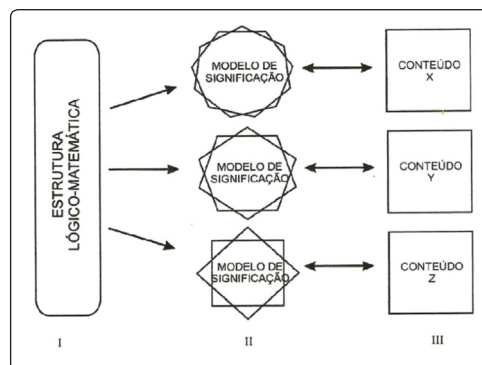 ESTRUTURA
LÓGICO-MATEMÁTICA
MODELO DE
SIGNIFICAÇÃO
CONTEÚDO
X
MODELO DE
SIGNIFICAÇÃO
CONTEÚDO
Y
MODELO DE
SIGNIFICAÇÃO
CONTEÚDO
Z
I
II
III